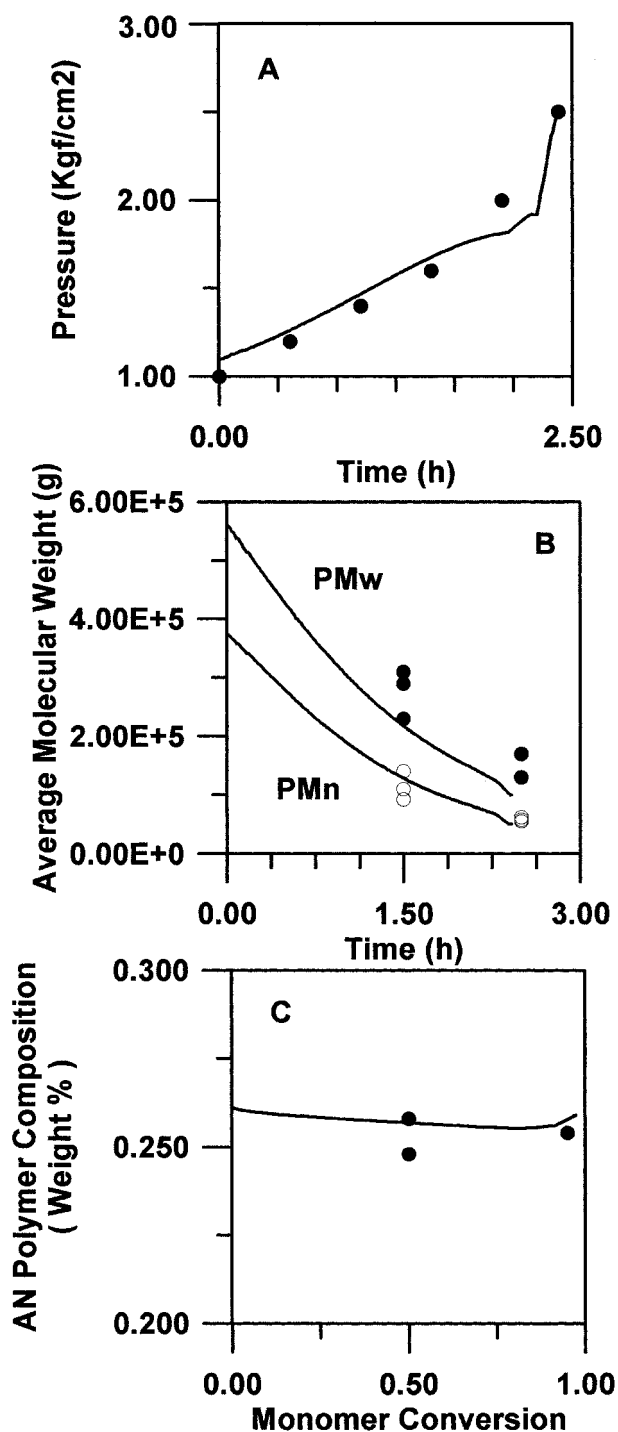 3.00
A
2.00
1.00
Pressure (Kgf/cm2)
0.00
2.50
Time (h)
6.00E+5
B
PMw
4.00E+5
2.00E+5
PMn
0.00E+0
Average Molecular Weight (g)
0.00
1.50
3.00
Time (h)
0.300
C
0.250
0.200
AN Polymer Composition
( Weight % )
0.00
0.50
1.00
Monomer Conversion